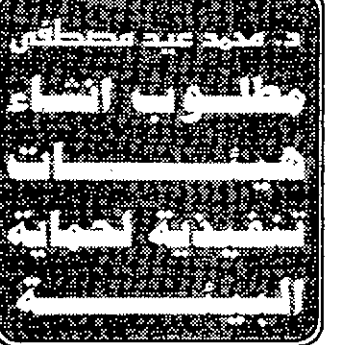 د. محمد عيد مصطفى
مطلوب انشاء
هيئات
تنفيذية لحماية
البيئة